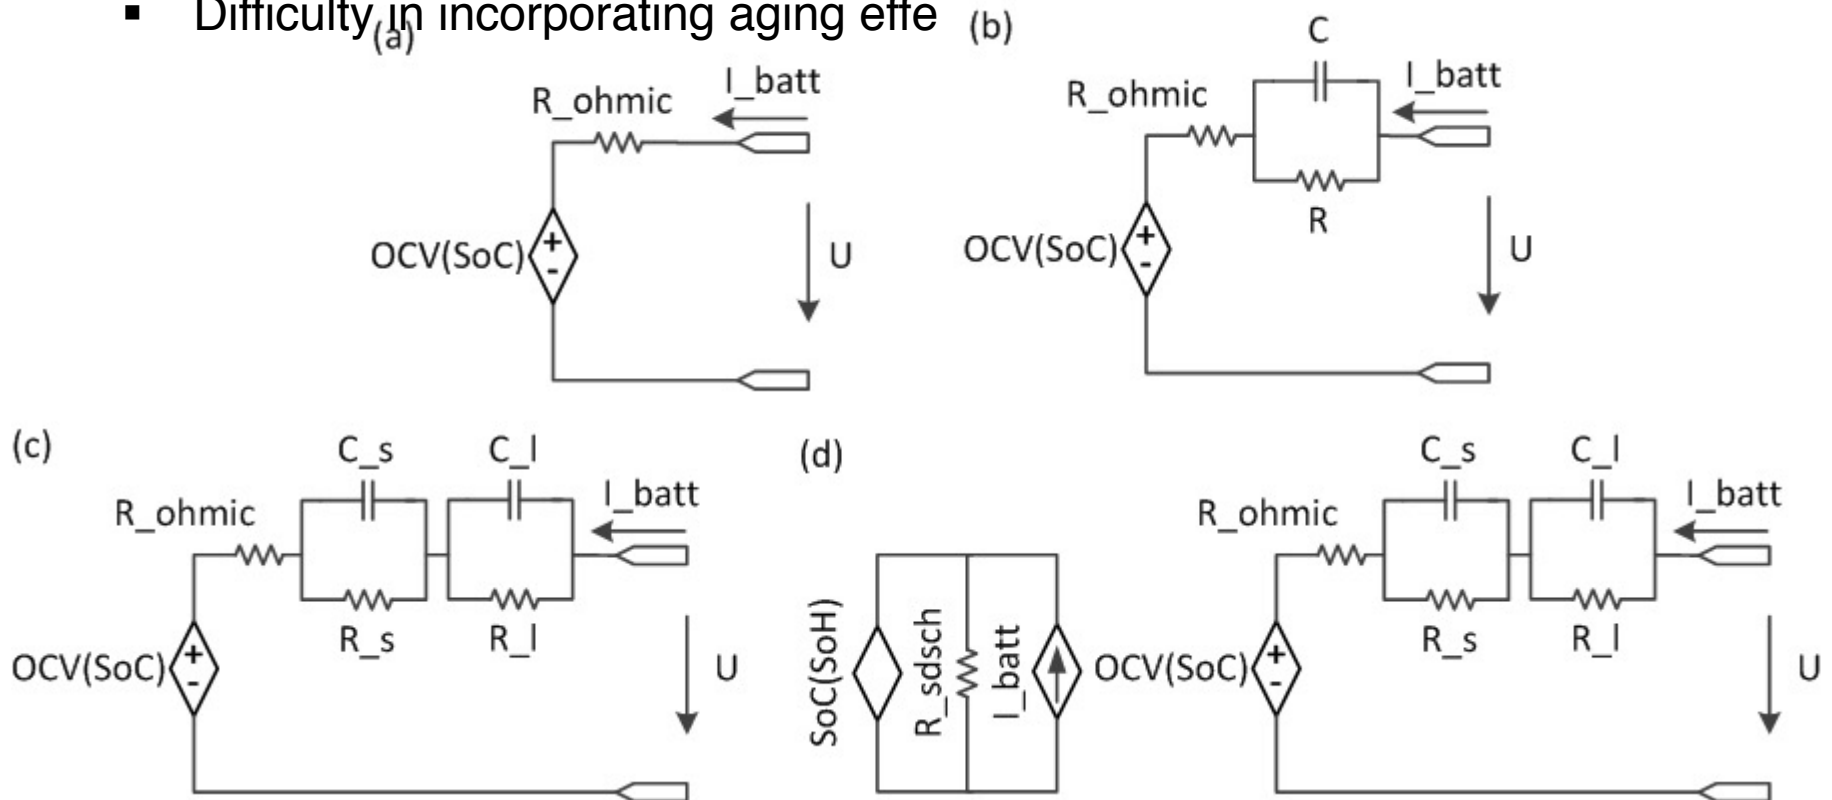 ▪ Difficulty in incorporating aging effe
(a)
I_batt
R_ohmic
OCV(SoC)
+
-
U
(b)
C
I_batt
R_ohmic
R
OCV(SoC)
+
-
U
(c)
C_s
C_l
I_batt
R_ohmic
R_s
R_l
OCV(SoC)
+
-
U
(d)
SoC(SoH)
R_sdsch
I_batt
C_s
C_l
I_batt
R_ohmic
R_s
R_l
OCV(SoC)
+
-
U